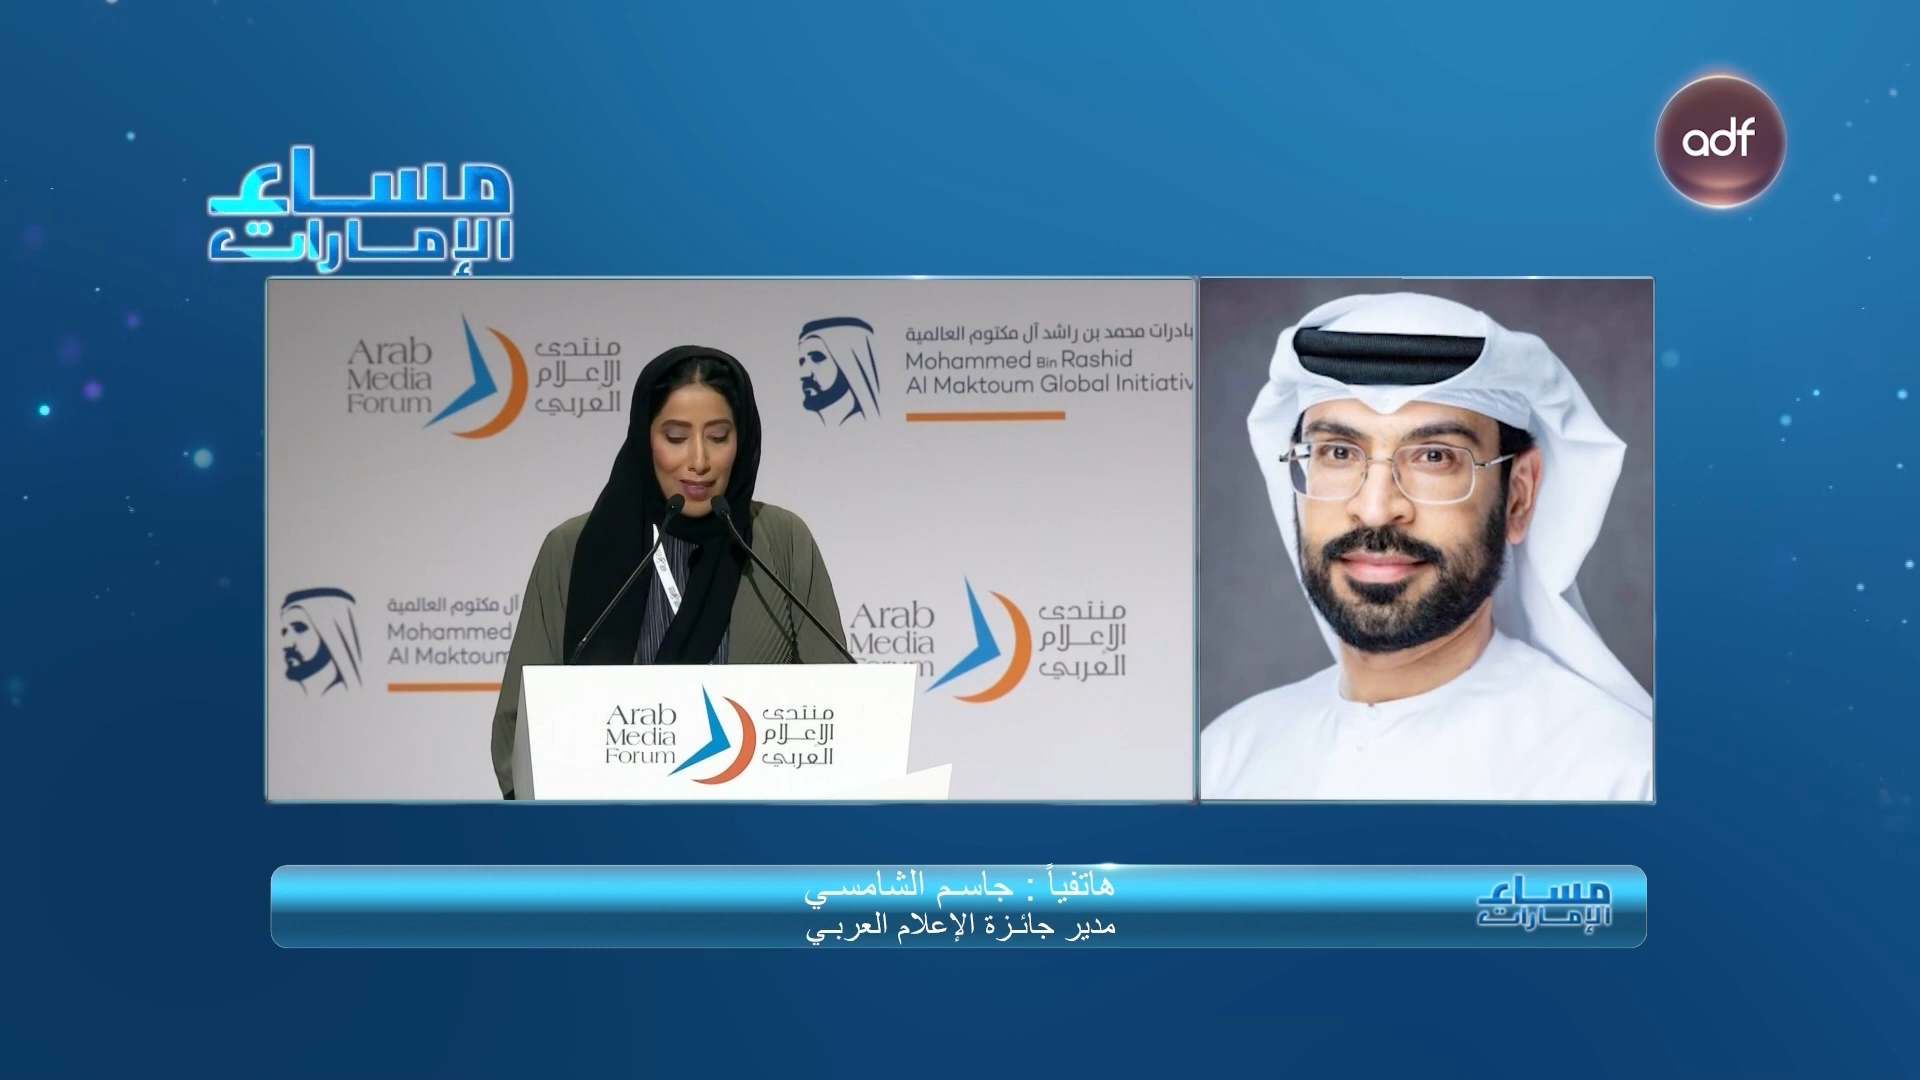 adf
مساء
الإمارات
Arab
Media
Forum
منتدى
الإعلام
العربي
بادرات محمد بن راشد آل مكتوم العالمية
Mohammed Bin Rashid
Al Maktoum Global Initiativ
آل مكتوم العالمية
Mohammed
Al Maktoum
Arab
Media
Forum
منتدى
الإعلام
العربي
Arab
Media
Forum
منتدى
الإعلام
العربي
هاتفياً : جاسم الشامسي
مدير جائزة الإعلام العربي
مساء
الإمارات